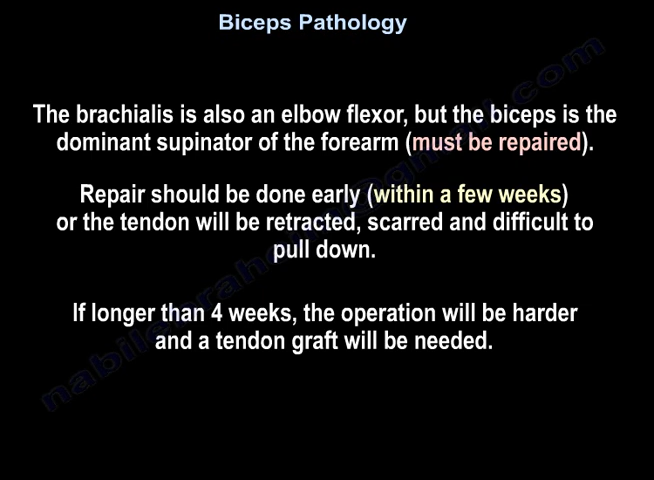 Biceps Pathology
The brachialis is also an elbow flexor, but the biceps is the
dominant supinator of the forearm (must be repaired).
Repair should be done early (within a few weeks)
or the tendon will be retracted, scarred and difficult to
pull down.
If longer than 4 weeks, the operation will be harder
and a tendon graft will be needed.